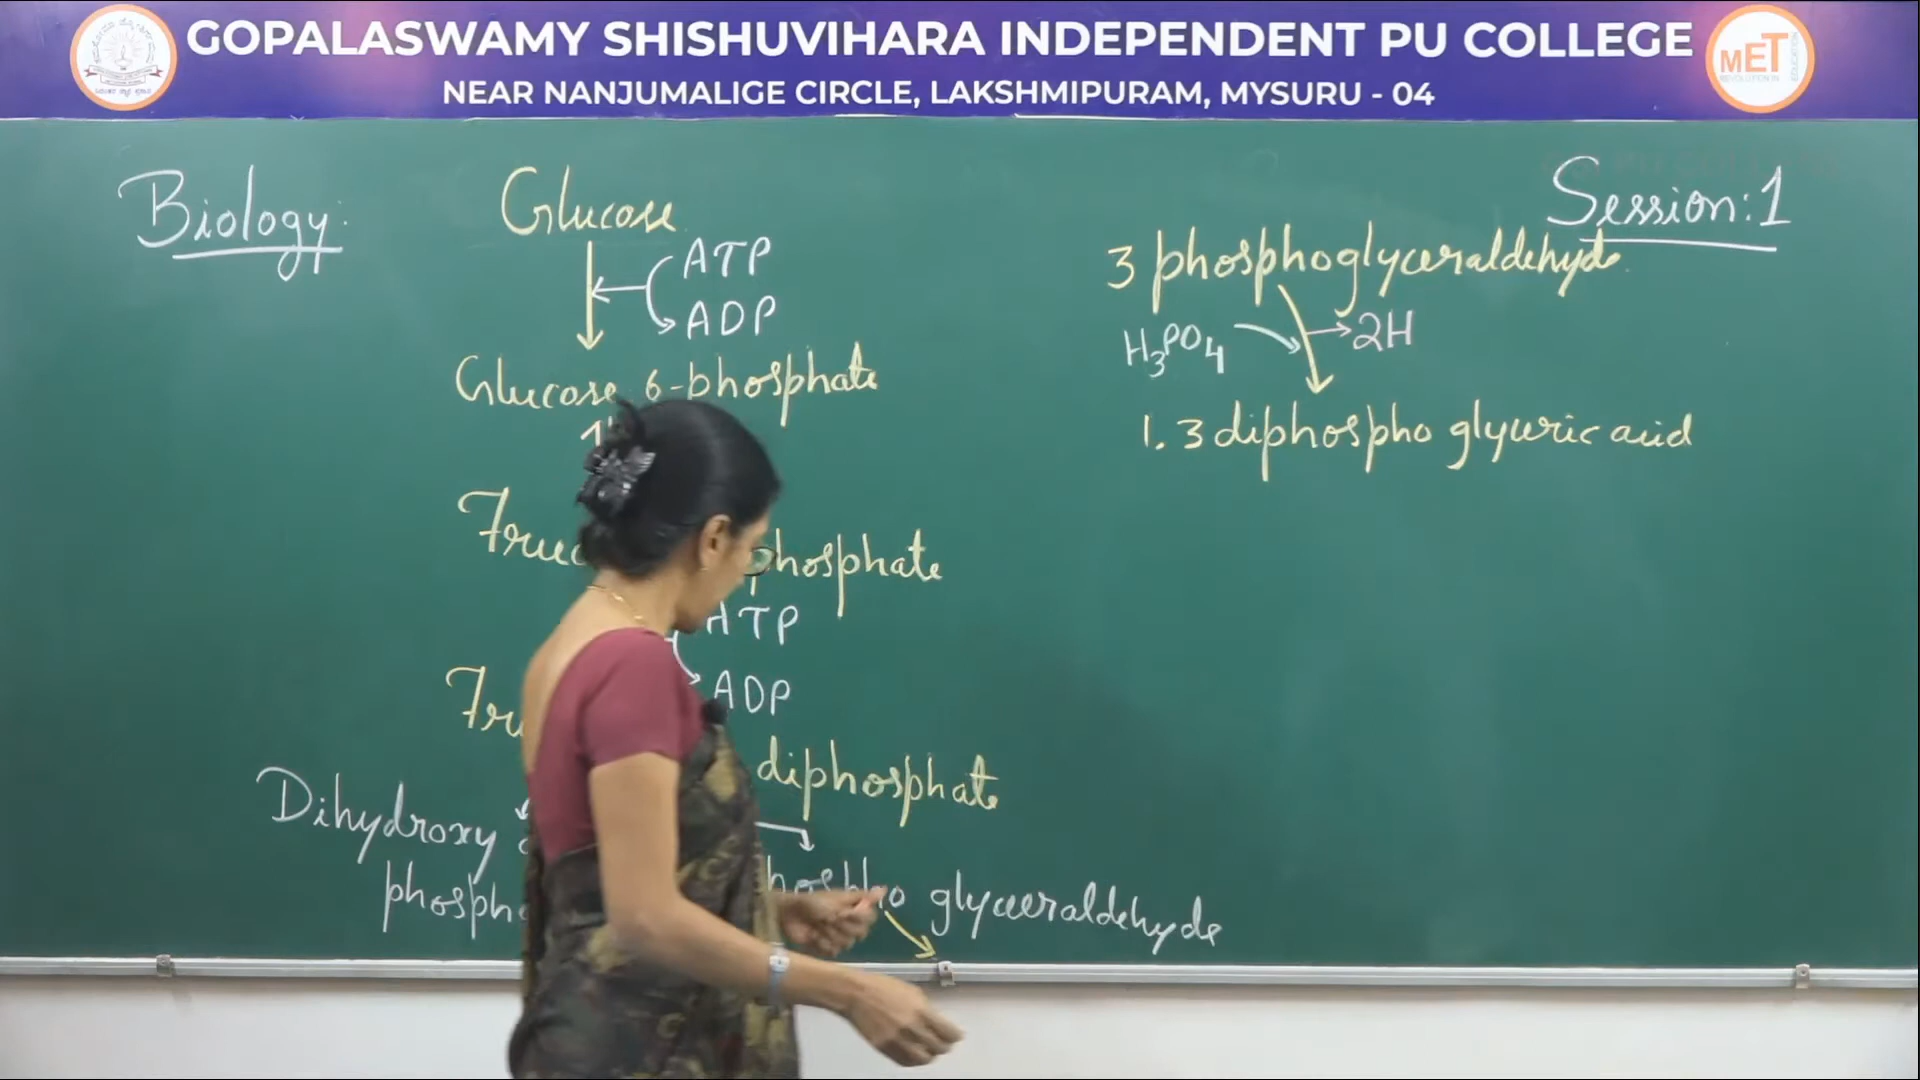 GOPALASWAMY SHISHUVIHARA INDEPENDENT PU COLLEGE
NEAR NANJUMALIGE CIRCLE, LAKSHMIPURAM, MYSURU - 04
MET
Biology:
Session:1
Glucose
ATP
ADP
Glucose 6-phosphate
phosphate
ATP
ADP
diphosphate
Dihydroxy
glyceraldehyde
3 phosphoglyceraldehyde
H3PO4
2H
1. 3 diphospho glyceric acid